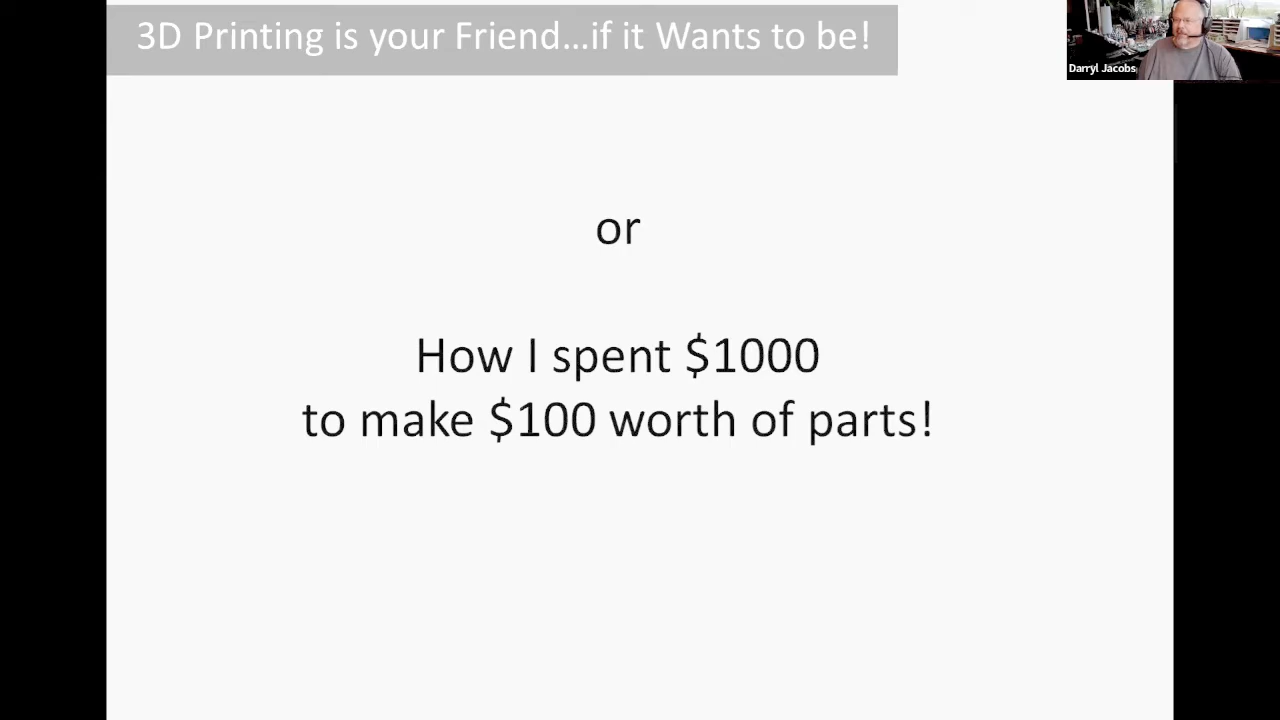 3D Printing is your Friend…if it Wants to be!
Darryl Jacobs
or
How I spent $1000
to make $100 worth of parts!